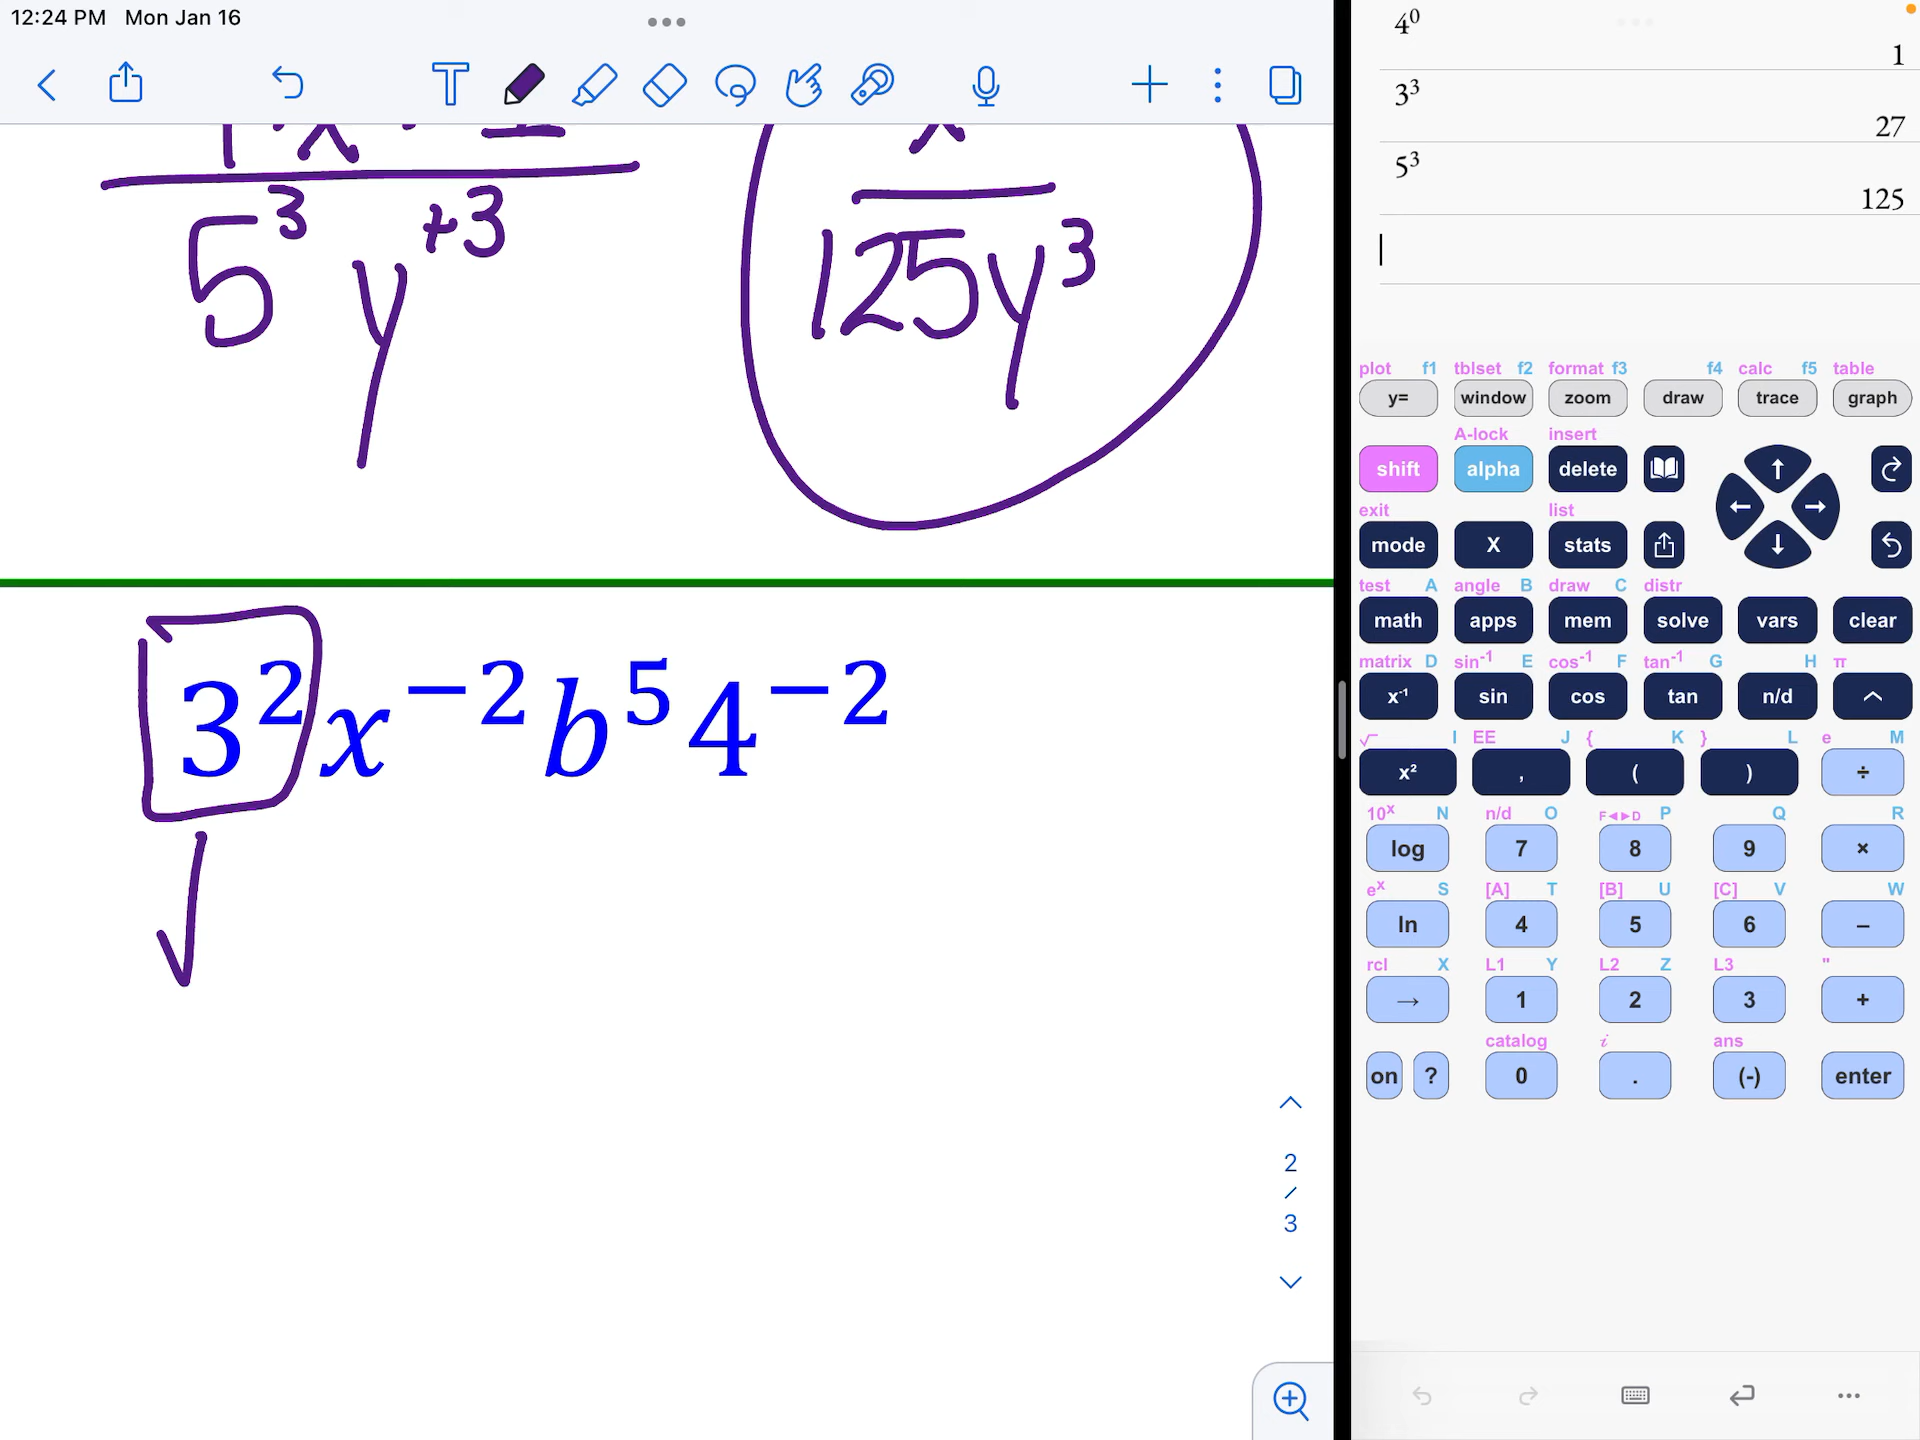 12:24 PM Mon Jan 16
5³ y⁺³
125y³
3²x⁻²b⁵4⁻²
2
/
3
4⁰
1
3³
27
5³
125
plot f1 tblset f2 format f3 f4 calc f5 table
y= window zoom draw trace graph
A-lock insert
shift alpha delete
exit list
mode X stats
test A angle B draw C distr
math apps mem solve vars clear
matrix D sin⁻¹ E cos⁻¹ F tan⁻¹ G H π
x⁻¹ sin cos tan n/d ^
√ I EE J { K } L e M
x² , ( ) ÷
10ˣ N n/d O F◄►D P Q R
log 7 8 9 ×
eˣ S [A] T [B] U [C] V W
ln 4 5 6 –
rcl X L1 Y L2 Z L3 "
→ 1 2 3 +
catalog i ans
on ? 0 . (-) enter